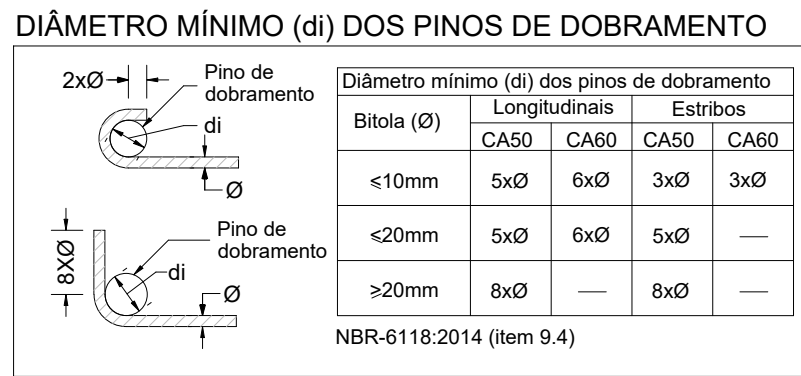 DIÂMETRO MÍNIMO (di) DOS PINOS DE DOBRAMENTO
2xØ
Pino de
dobramento
di
Ø
Pino de
dobramento
8XØ
di
Ø
Diâmetro mínimo (di) dos pinos de dobramento
Bitola (Ø) Longitudinais Estribos
CA50 CA60 CA50 CA60
⩽10mm 5xØ 6xØ 3xØ 3xØ
⩽20mm 5xØ 6xØ 5xØ —
⩾20mm 8xØ — 8xØ —
NBR-6118:2014 (item 9.4)